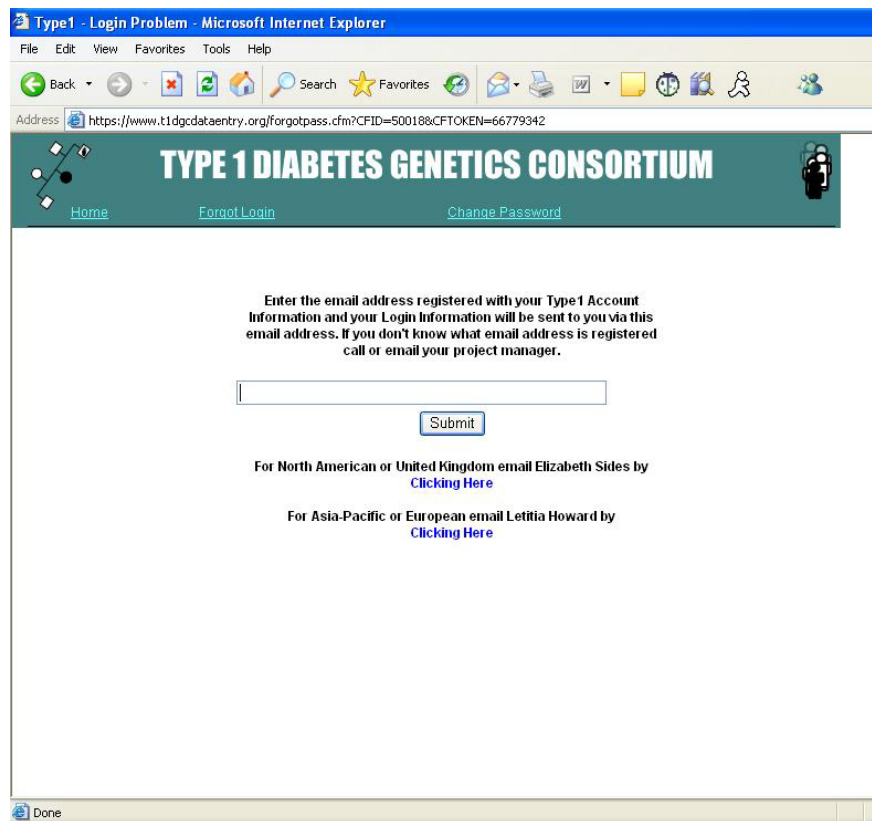 Type1 - Login Problem - Microsoft Internet Explorer
File Edit View Favorites Tools Help
Back Search Favorites W
Address https://www.t1dgcdataentry.org/forgotpass.cfm?CFID=50018&CFTOKEN=66779342
TYPE 1 DIABETES GENETICS CONSORTIUM
Home Forgot Login Change Password
Enter the email address registered with your Type1 Account
Information and your Login Information will be sent to you via this
email address. If you don't know what email address is registered
call or email your project manager.
Submit
For North American or United Kingdom email Elizabeth Sides by
Clicking Here
For Asia-Pacific or European email Letitia Howard by
Clicking Here
Done